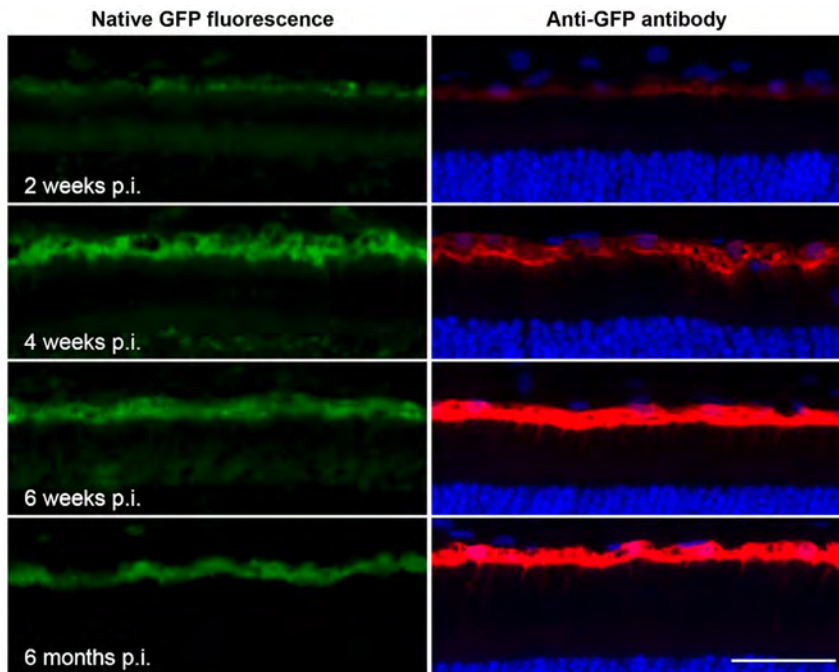 Native GFP fluorescence
Anti-GFP antibody
2 weeks p.i.
4 weeks p.i.
6 weeks p.i.
6 months p.i.